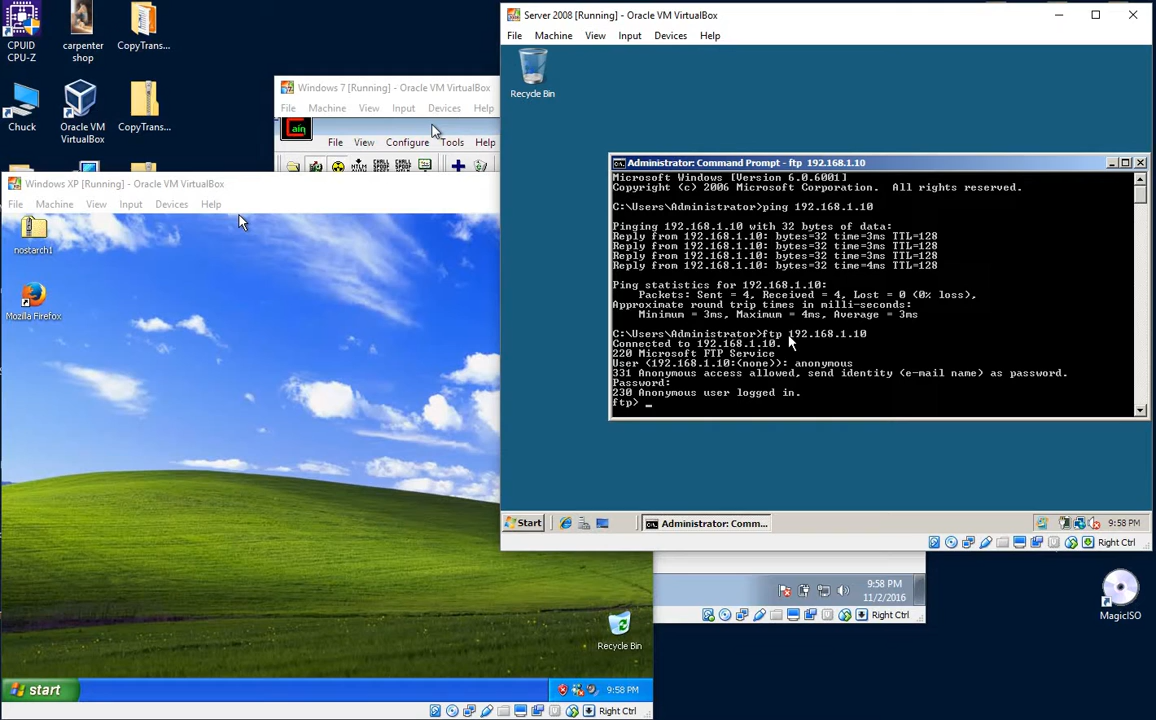 CPUID
CPU-Z
carpenter
shop
CopyTrans...
Chuck
Oracle VM
VirtualBox
CopyTrans...
Windows 7 [Running] - Oracle VM VirtualBox
File Machine View Input Devices Help
Cain
File View Configure Tools Help
Windows XP [Running] - Oracle VM VirtualBox
File Machine View Input Devices Help
nostarch1
Mozilla Firefox
Recycle Bin
start
9:58 PM
Right Ctrl
Server 2008 [Running] - Oracle VM VirtualBox
File Machine View Input Devices Help
Recycle Bin
Administrator: Command Prompt - ftp 192.168.1.10
Microsoft Windows [Version 6.0.6001]
Copyright (c) 2006 Microsoft Corporation. All rights reserved.
C:\Users\Administrator>ping 192.168.1.10
Pinging 192.168.1.10 with 32 bytes of data:
Reply from 192.168.1.10: bytes=32 time=3ms TTL=128
Reply from 192.168.1.10: bytes=32 time=3ms TTL=128
Reply from 192.168.1.10: bytes=32 time=3ms TTL=128
Reply from 192.168.1.10: bytes=32 time=4ms TTL=128
Ping statistics for 192.168.1.10:
Packets: Sent = 4, Received = 4, Lost = 0 (0% loss),
Approximate round trip times in milli-seconds:
Minimum = 3ms, Maximum = 4ms, Average = 3ms
C:\Users\Administrator>ftp 192.168.1.10
Connected to 192.168.1.10.
220 Microsoft FTP Service
User (192.168.1.10:(none)): anonymous
331 Anonymous access allowed, send identity (e-mail name) as password.
Password:
230 Anonymous user logged in.
ftp> _
Start
Administrator: Comm...
9:58 PM
Right Ctrl
9:58 PM
11/2/2016
Right Ctrl
MagicISO